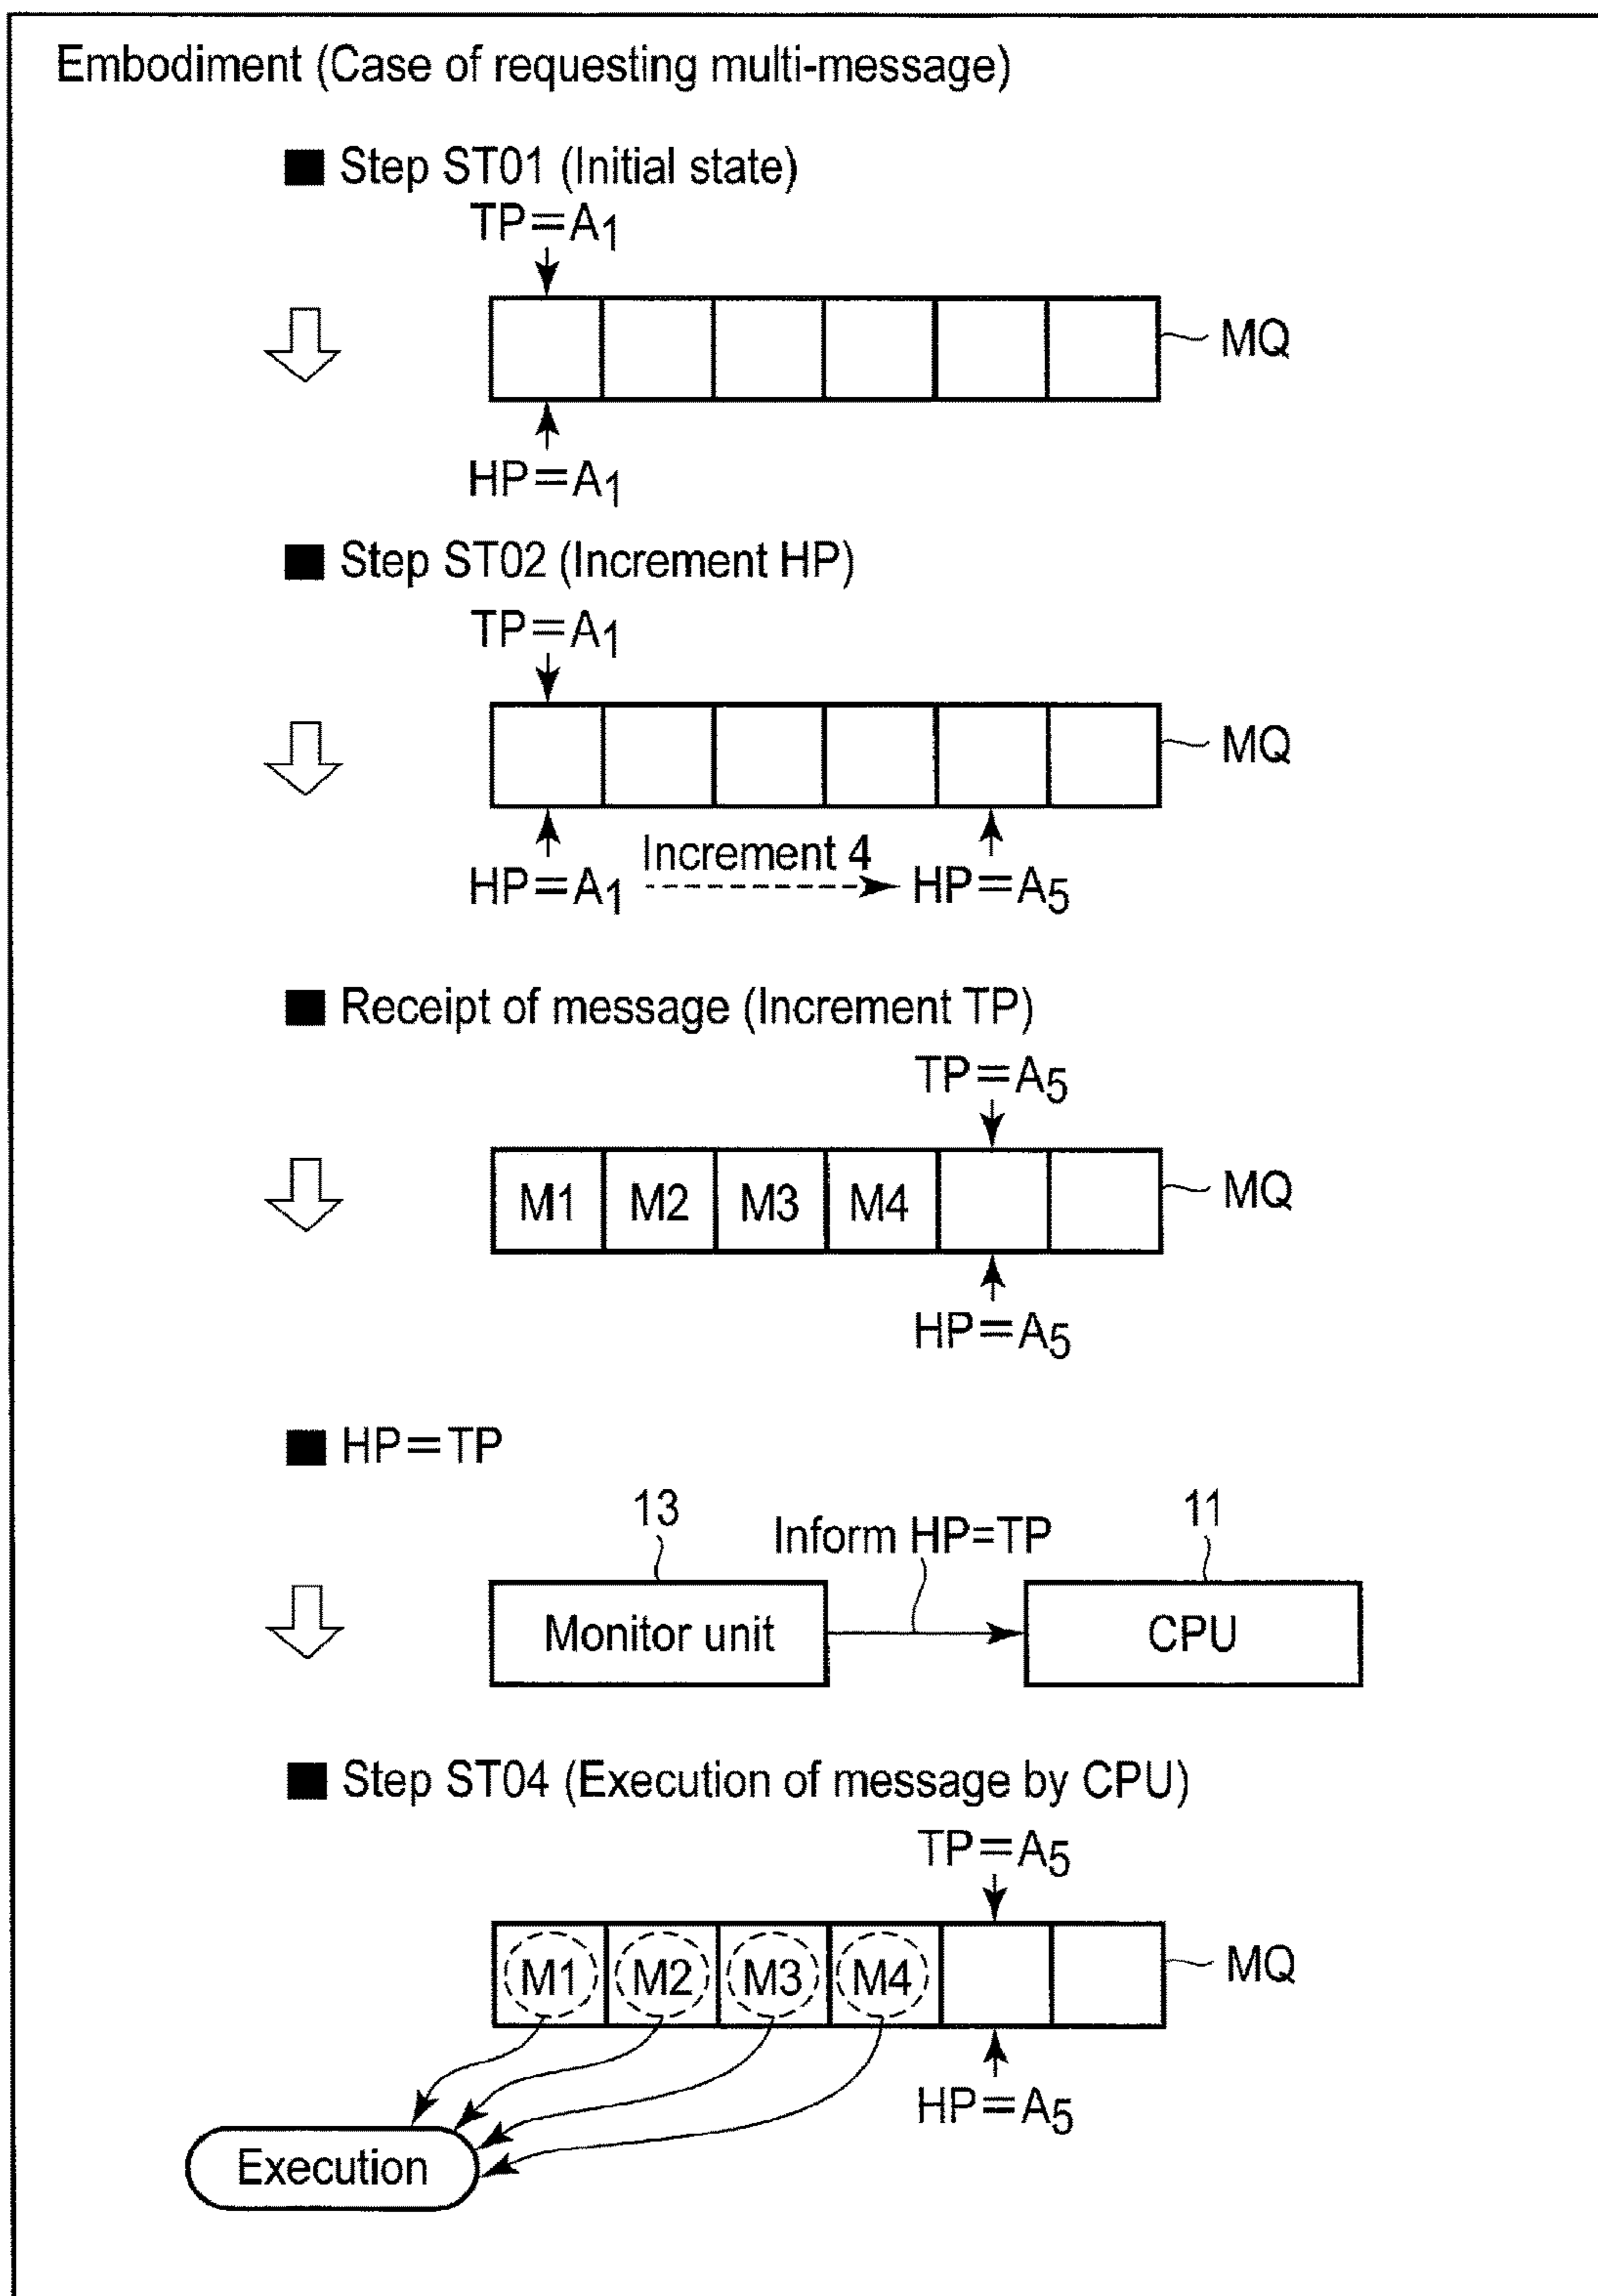 Embodiment (Case of requesting multi-message)
■ Step ST01 (Initial state)
TP=A1
MQ
HP=A1
■ Step ST02 (Increment HP)
TP=A1
MQ
Increment 4
HP=A1 HP=A5
■ Receipt of message (Increment TP)
TP=A5
M1 M2 M3 M4 MQ
HP=A5
■ HP=TP
13 11
Inform HP=TP
Monitor unit CPU
■ Step ST04 (Execution of message by CPU)
TP=A5
M1 M2 M3 M4 MQ
HP=A5
Execution